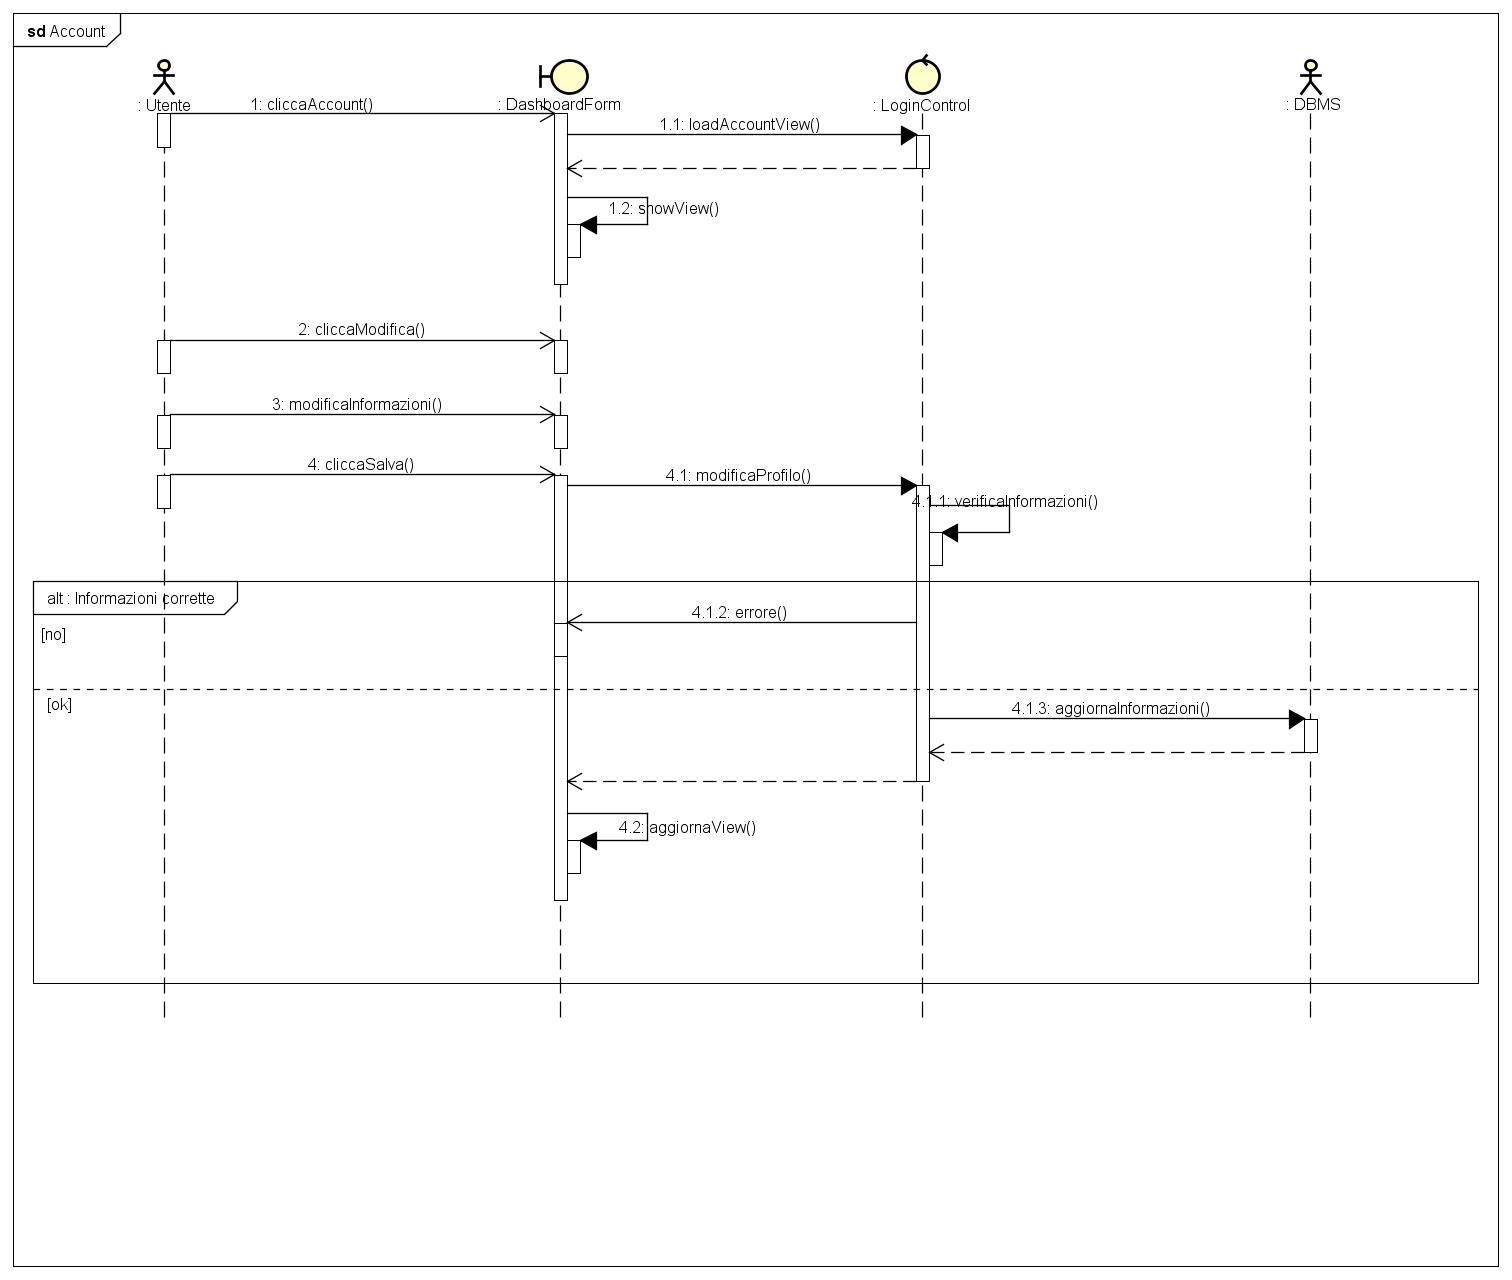 sd Account
: Utente
: DashboardForm
: LoginControl
: DBMS
1: cliccaAccount()
1.1: loadAccountView()
1.2: showView()
2: cliccaModifica()
3: modificaInformazioni()
4: cliccaSalva()
4.1: modificaProfilo()
4.1.1: verificaInformazioni()
alt : Informazioni corrette
4.1.2: errore()
[no]
[ok]
4.1.3: aggiornaInformazioni()
4.2: aggiornaView()